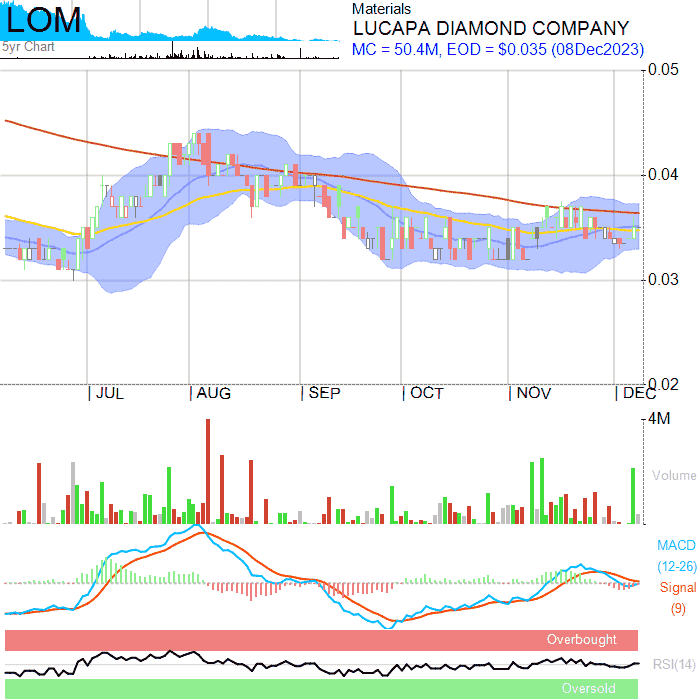 LOM
5yr Chart
Materials
LUCAPA DIAMOND COMPANY
MC = 50.4M, EOD = $0.035 (08Dec2023)
0.05
0.04
0.03
0.02
JUL
AUG
SEP
OCT
NOV
DEC
4M
Volume
MACD
(12-26)
Signal
(9)
Overbought
RSI(14)
Oversold